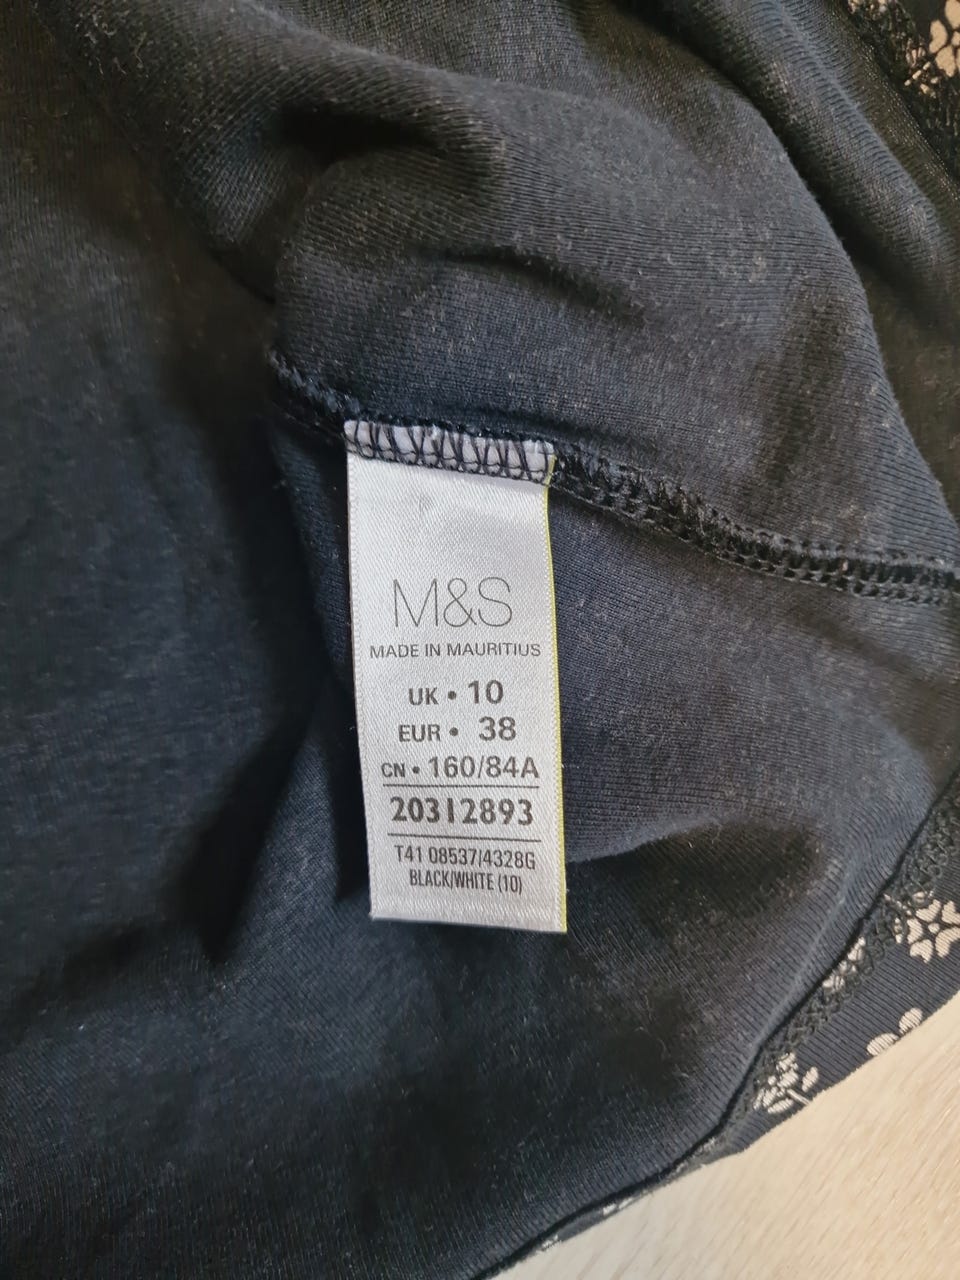 M&S
MADE IN MAURITIUS
UK • 10
EUR • 38
CN • 160/84A
20312893
T41 08537/4328G
BLACK/WHITE (10)